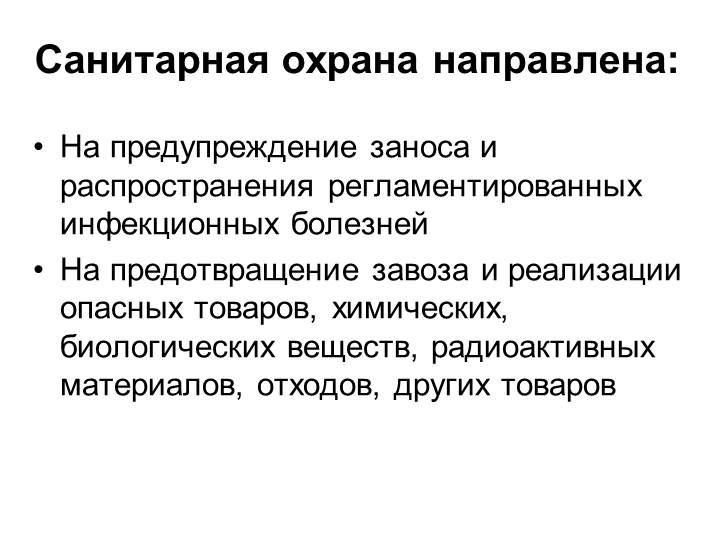 Санитарная охрана направлена:
• На предупреждение заноса и
распространения регламентированных
инфекционных болезней
• На предотвращение завоза и реализации
опасных товаров, химических,
биологических веществ, радиоактивных
материалов, отходов, других товаров